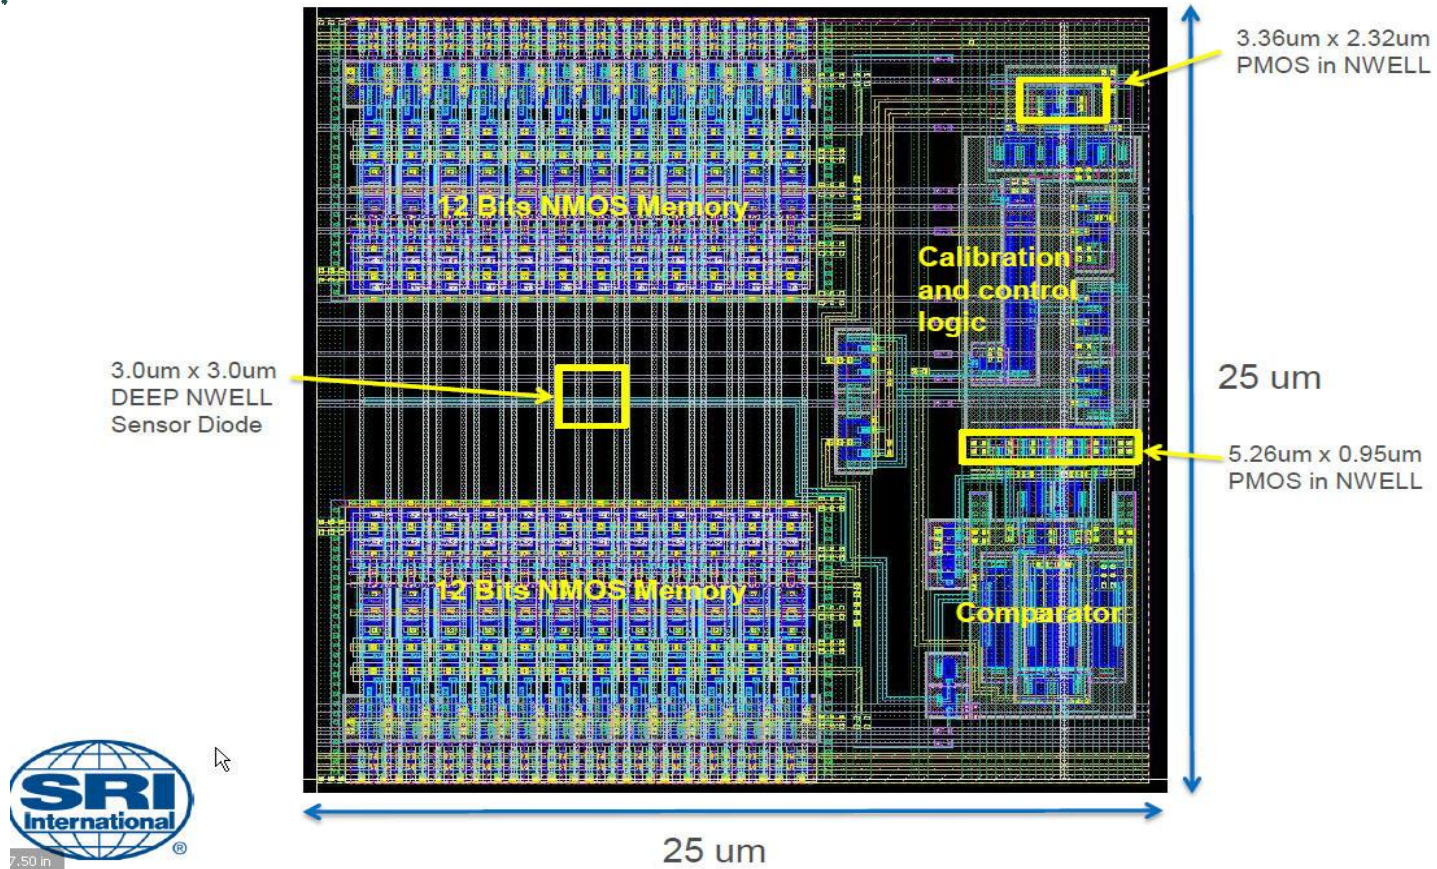 3.36um x 2.32um
PMOS in NWELL
12 Bits NMOS Memory
Calibration
and control
logic
3.0um x 3.0um
DEEP NWELL
Sensor Diode
25 um
5.26um x 0.95um
PMOS in NWELL
12 Bits NMOS Memory
Comparator
SRI
International
®
7.50 in
25 um